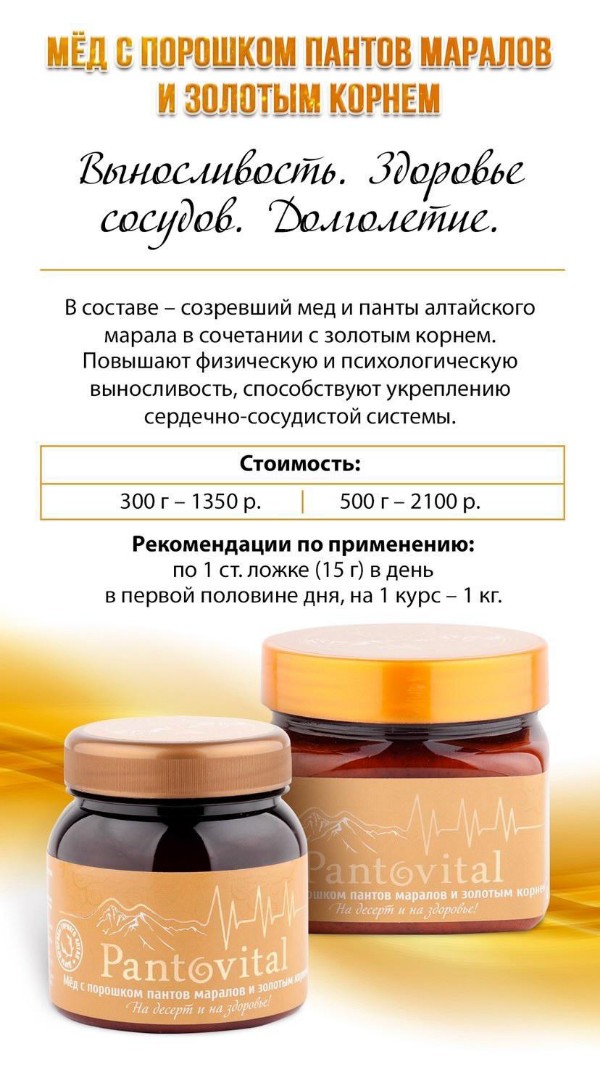 МЁД С ПОРОШКОМ ПАНТОВ МАРАЛОВ
И ЗОЛОТЫМ КОРНЕМ
Выносливость. Здоровье
сосудов. Долголетие.
В составе – созревший мед и панты алтайского
марала в сочетании с золотым корнем.
Повышают физическую и психологическую
выносливость, способствуют укреплению
сердечно-сосудистой системы.
Стоимость:
300 г – 1350 р. | 500 г – 2100 р.
Рекомендации по применению:
по 1 ст. ложке (15 г) в день
в первой половине дня, на 1 курс – 1 кг.
Pantovital
ошком пантов маралов и золотым корнем
На десерт и на здоровье!
Pantovital
Мёд с порошком пантов маралов и золотым
На десерт и на здоровье!